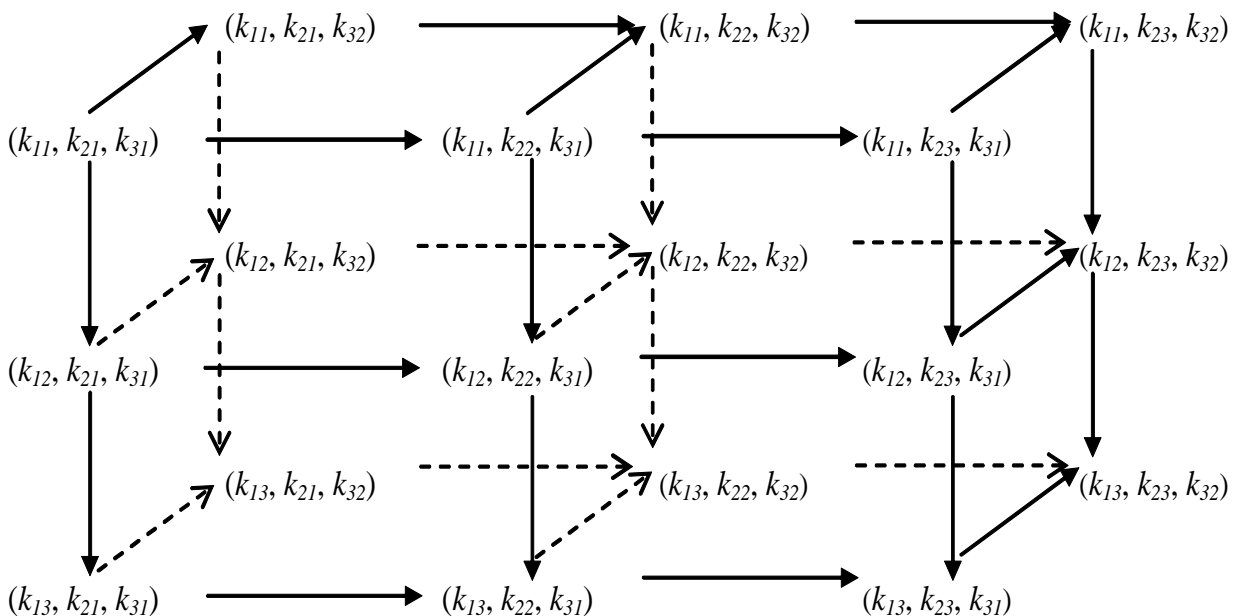 (k11, k21, k32) (k11, k22, k32) (k11, k23, k32)
(k11, k21, k31) (k11, k22, k31) (k11, k23, k31)
(k12, k21, k32) (k12, k22, k32) (k12, k23, k32)
(k12, k21, k31) (k12, k22, k31) (k12, k23, k31)
(k13, k21, k32) (k13, k22, k32) (k13, k23, k32)
(k13, k21, k31) (k13, k22, k31) (k13, k23, k31)